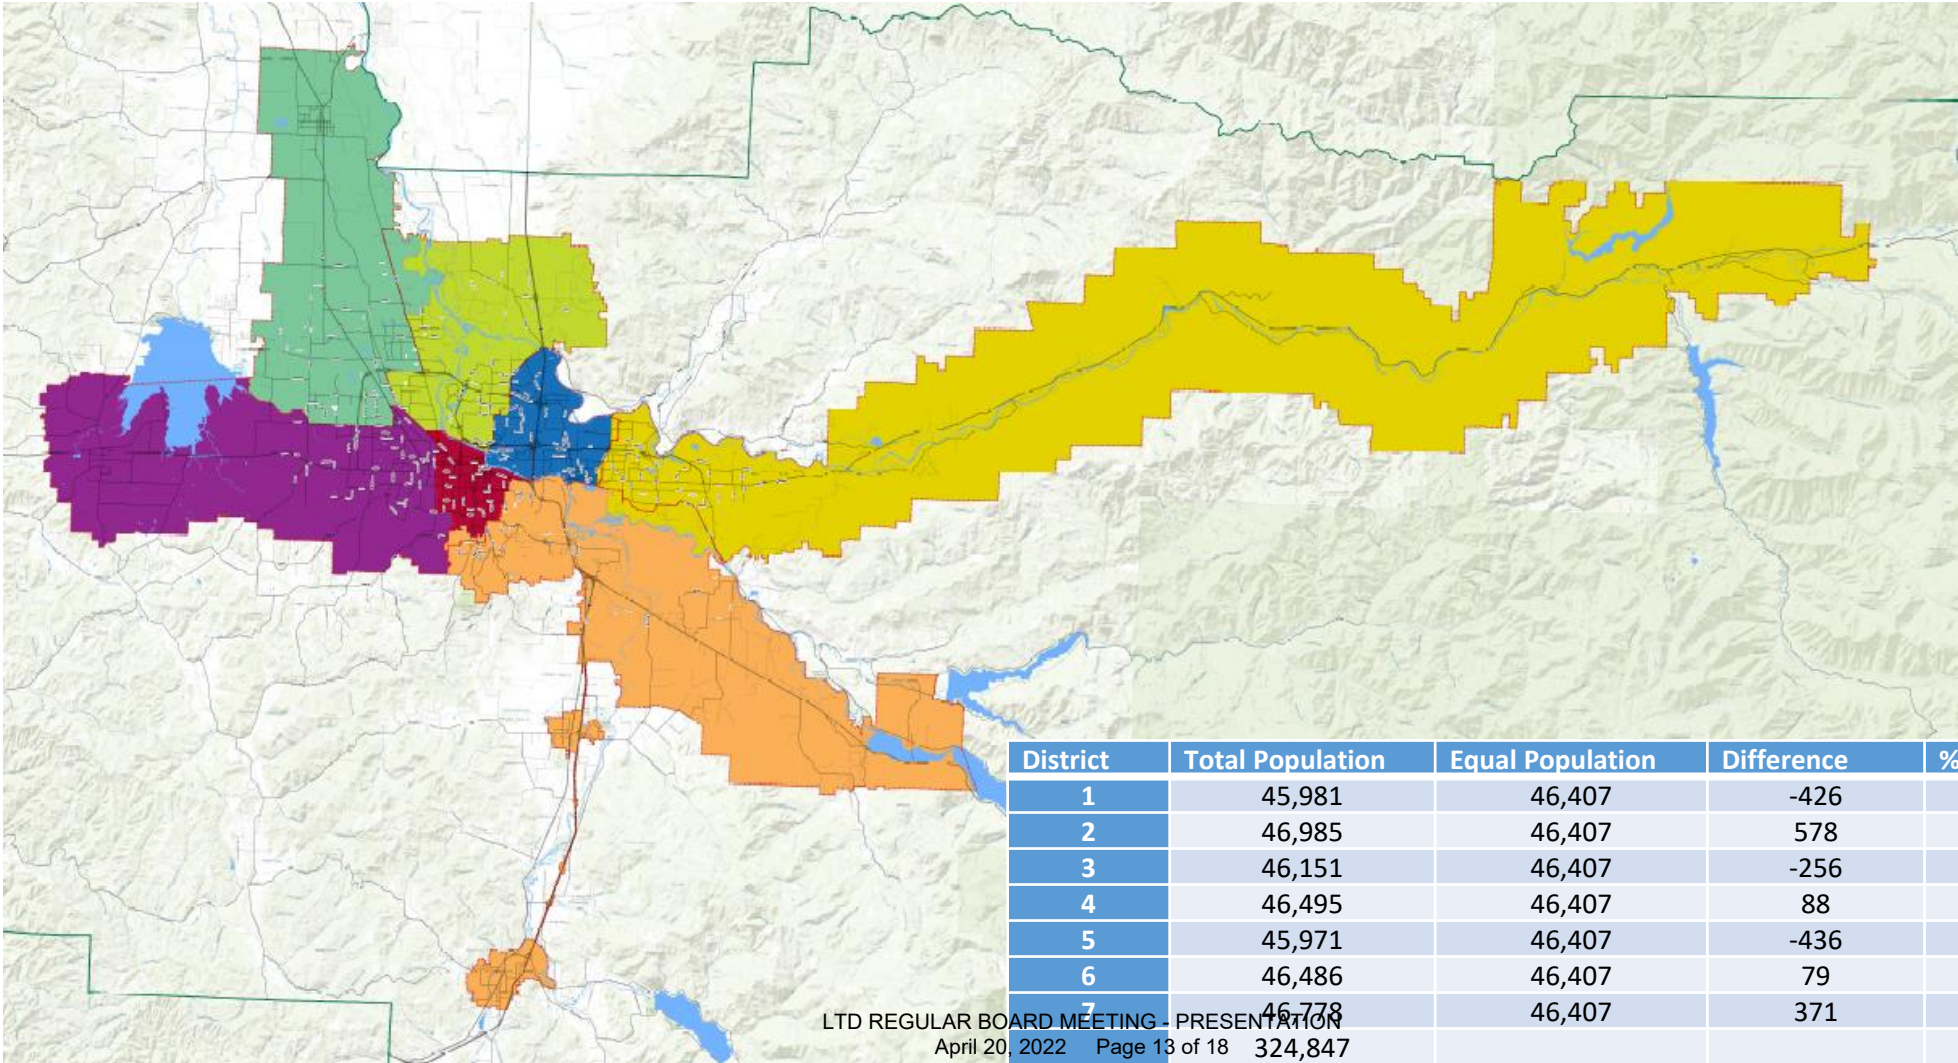 District Total Population Equal Population Difference %
1 45,981 46,407 -426
2 46,985 46,407 578
3 46,151 46,407 -256
4 46,495 46,407 88
5 45,971 46,407 -436
6 46,486 46,407 79
7 46,778 46,407 371
324,847
LTD REGULAR BOARD MEETING - PRESENTATION
April 20, 2022 Page 13 of 18